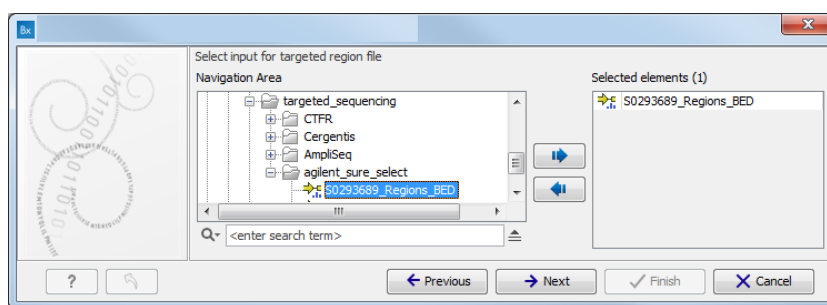 Bx
Select input for targeted region file
Navigation Area
targeted_sequencing
CTFR
Cergentis
AmpliSeq
agilent_sure_select
S0293689_Regions_BED
<enter search term>
Selected elements (1)
S0293689_Regions_BED
?
Previous
Next
Finish
Cancel